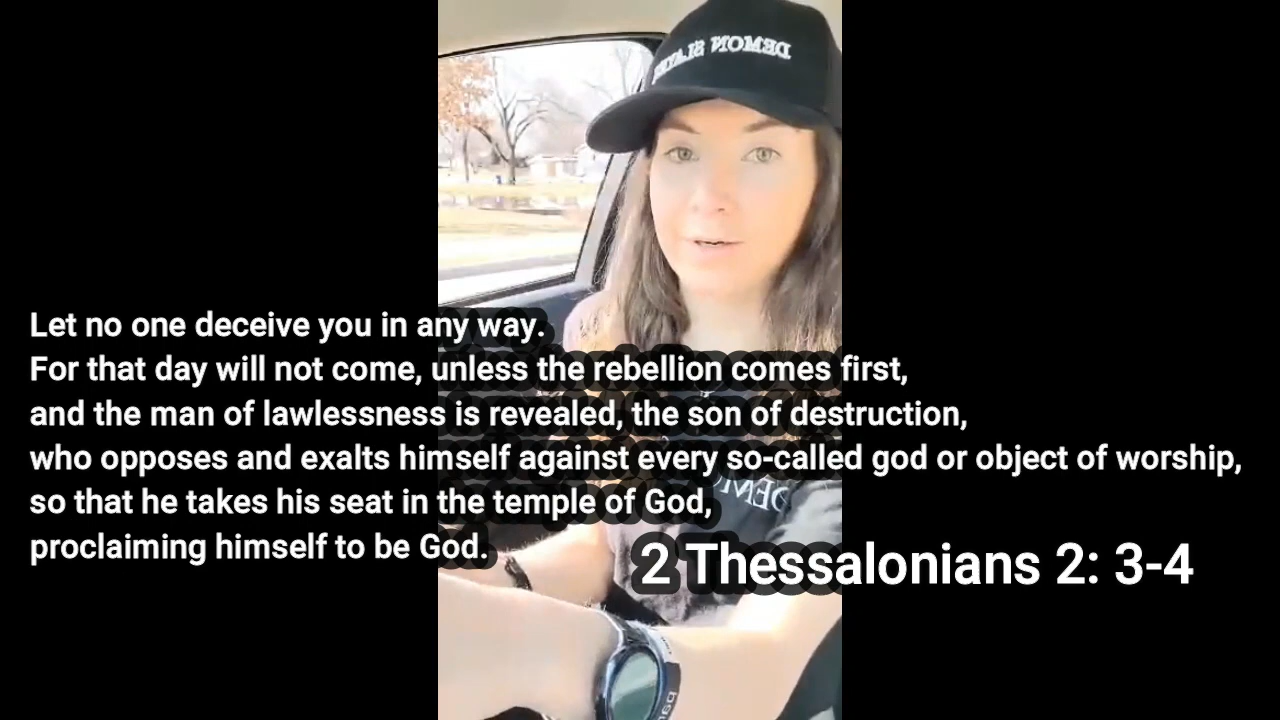 DEMON SLAYER
Let no one deceive you in any way.
For that day will not come, unless the rebellion comes first,
and the man of lawlessness is revealed, the son of destruction,
who opposes and exalts himself against every so-called god or object of worship,
so that he takes his seat in the temple of God,
proclaiming himself to be God.
2 Thessalonians 2: 3-4